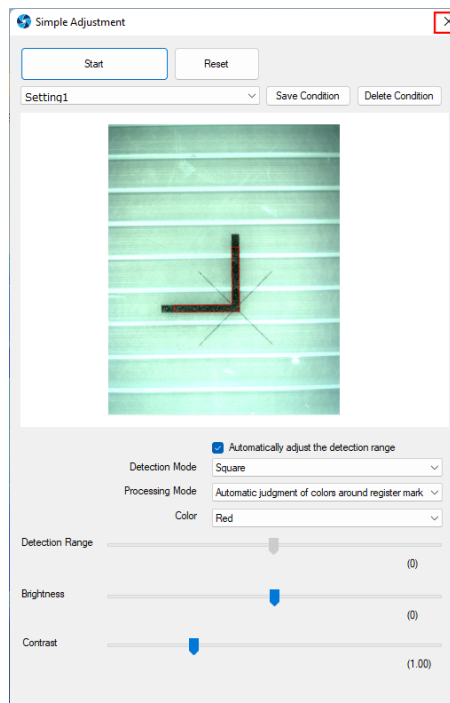 Simple Adjustment
Start
Reset
Setting1
Save Condition
Delete Condition
Automatically adjust the detection range
Detection Mode
Square
Processing Mode
Automatic judgment of colors around register mark
Color
Red
Detection Range
(0)
Brightness
(0)
Contrast
(1.00)